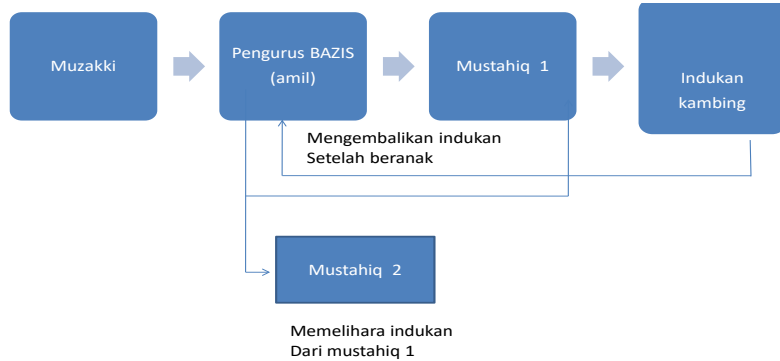 Muzakki
Pengurus BAZIS
(amil)
Mustahiq 1
Indukan
kambing
Mengembalikan indukan
Setelah beranak
Mustahiq 2
Memelihara indukan
Dari mustahiq 1